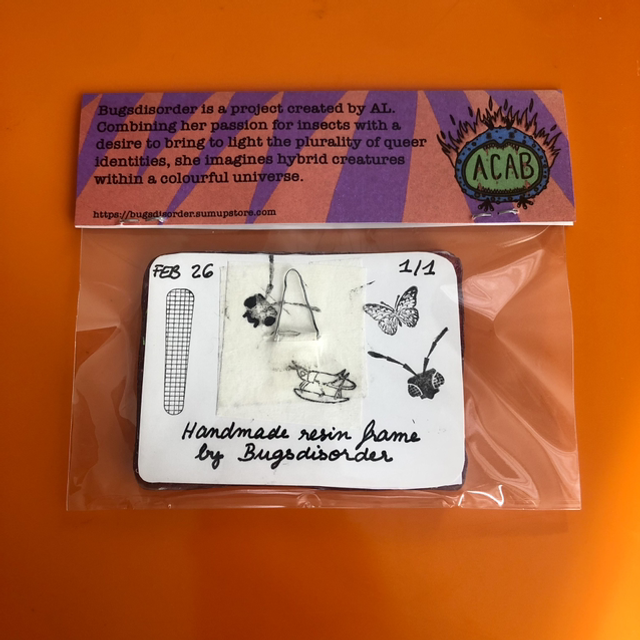 Bugsdisorder is a project created by AL.
Combining her passion for insects with a
desire to bring to light the plurality of queer
identities, she imagines hybrid creatures
within a colourful universe.
https://bugsdisorder.sumupstore.com
ACAB
FEB 26
1/1
Handmade resin frame
by Bugsdisorder